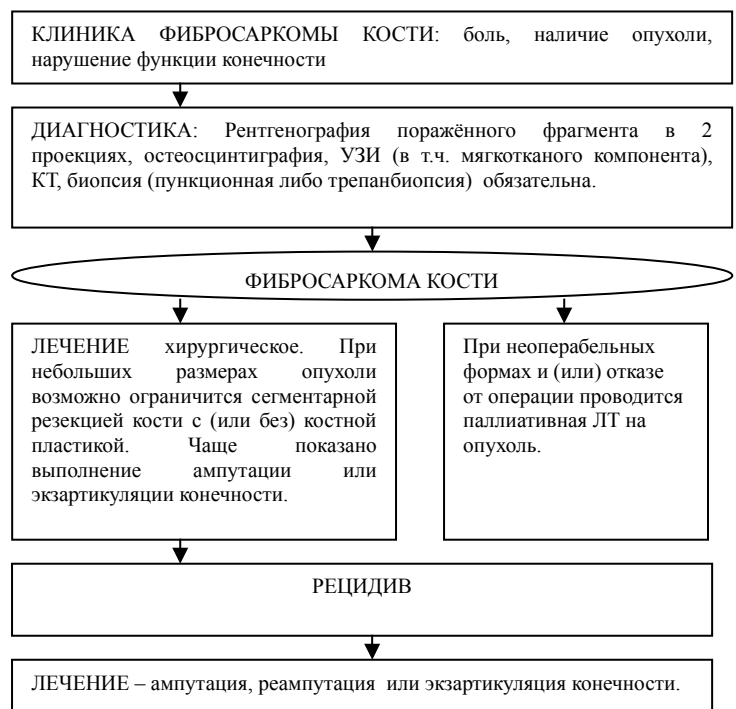 КЛИНИКА ФИБРОСАРКОМЫ КОСТИ: боль, наличие опухоли,
нарушение функции конечности
ДИАГНОСТИКА: Рентгенография поражённого фрагмента в 2
проекциях, остеосцинтиграфия, УЗИ (в т.ч. мягкотканого компонента),
КТ, биопсия (пункционная либо трепанбиопсия) обязательна.
ФИБРОСАРКОМА КОСТИ
ЛЕЧЕНИЕ хирургическое. При
небольших размерах опухоли
возможно ограничится сегментарной
резекцией кости с (или без) костной
пластикой. Чаще показано
выполнение ампутации или
экзартикуляции конечности.
При неоперабельных
формах и (или) отказе
от операции проводится
паллиативная ЛТ на
опухоль.
РЕЦИДИВ
ЛЕЧЕНИЕ – ампутация, реампутация или экзартикуляция конечности.